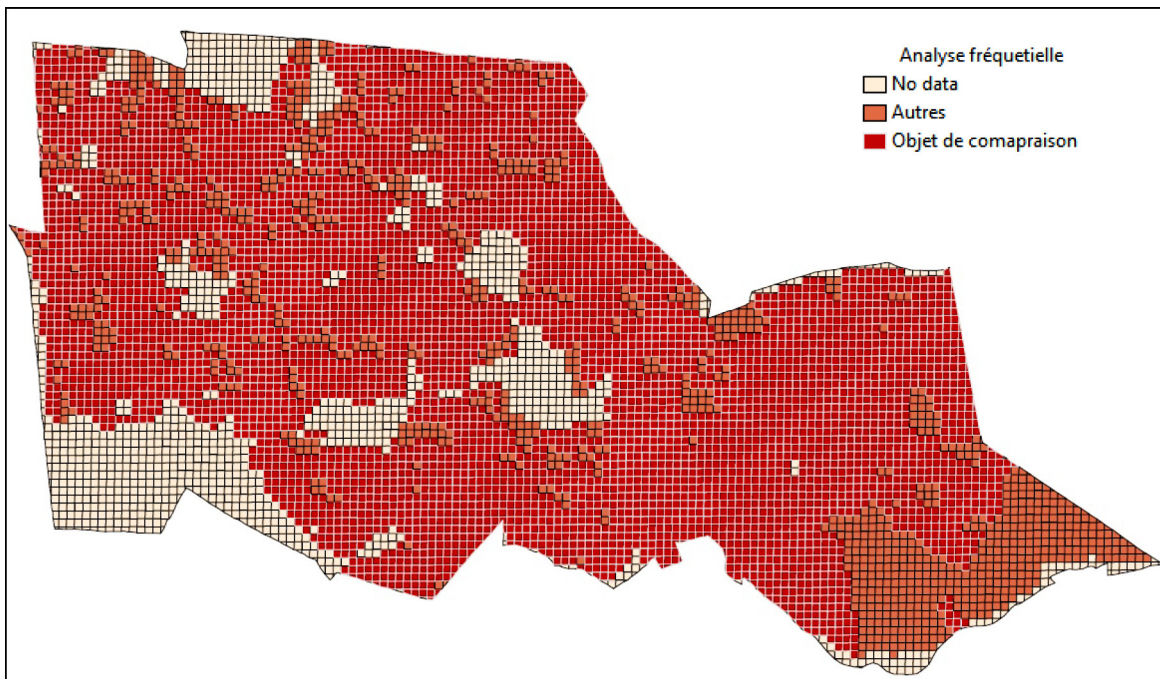 Analyse fréquetielle
No data
Autres
Objet de comapraison